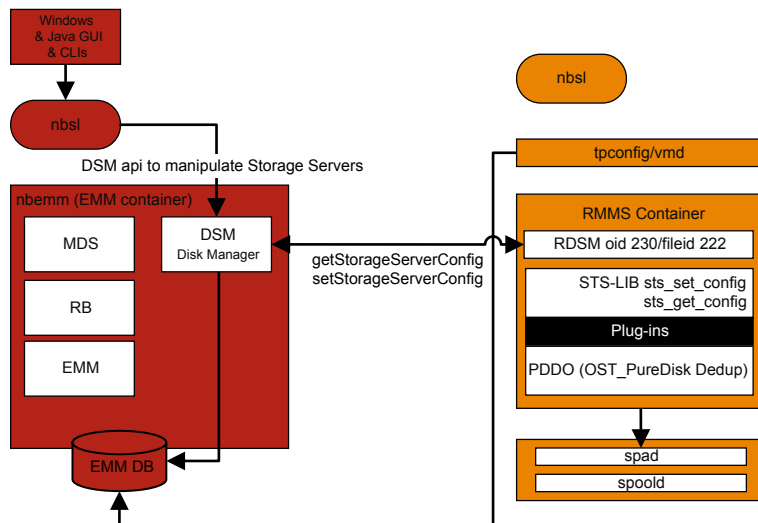 Windows
& Java GUI
& CLIs
nbsl
nbsl
DSM api to manipulate Storage Servers
tpconfig/vmd
nbemm (EMM container)
MDS
DSM
Disk Manager
RB
EMM
EMM DB
getStorageServerConfig
setStorageServerConfig
RMMS Container
RDSM oid 230/fileid 222
STS-LIB sts_set_config
sts_get_config
Plug-ins
PDDO (OST_PureDisk Dedup)
spad
spoold